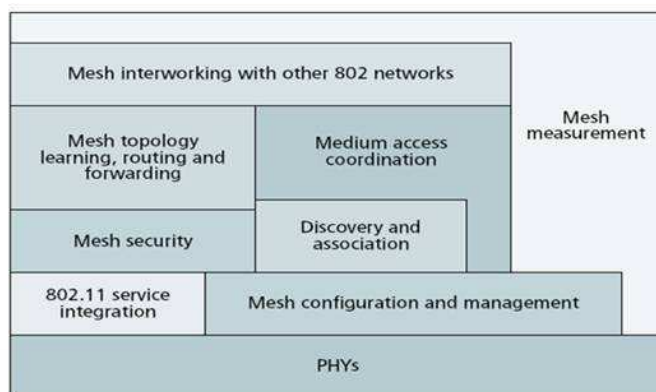 Mesh interworking with other 802 networks
Mesh
measurement
Mesh topology
learning, routing and
forwarding
Medium access
coordination
Mesh security
Discovery and
association
802.11 service
integration
Mesh configuration and management
PHYs